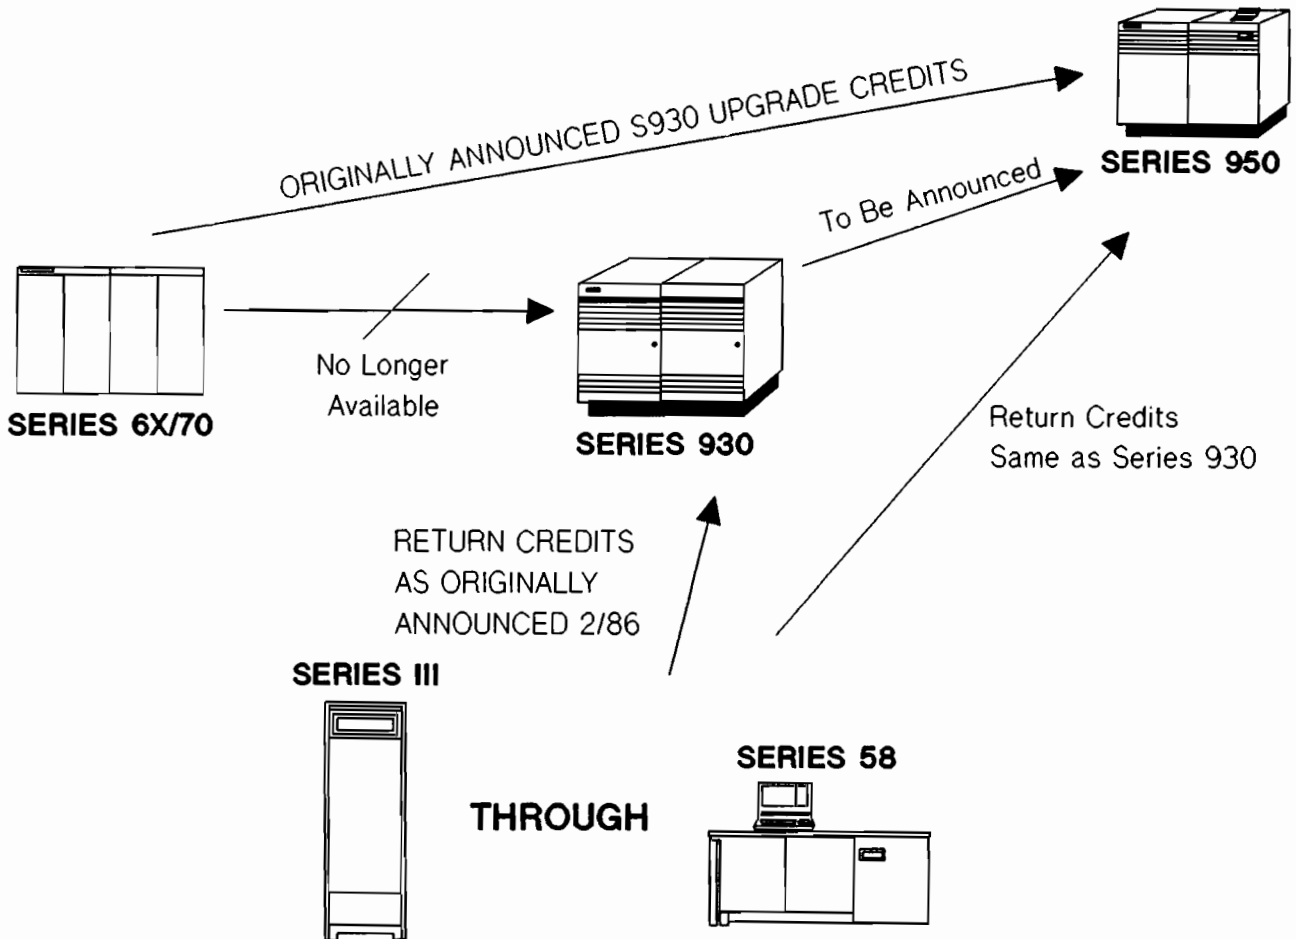 ORIGINALLY ANNOUNCED S930 UPGRADE CREDITS
SERIES 950
To Be Announced
No Longer
Available
SERIES 6X/70
SERIES 930
Return Credits
Same as Series 930
RETURN CREDITS
AS ORIGINALLY
ANNOUNCED 2/86
SERIES III
SERIES 58
THROUGH